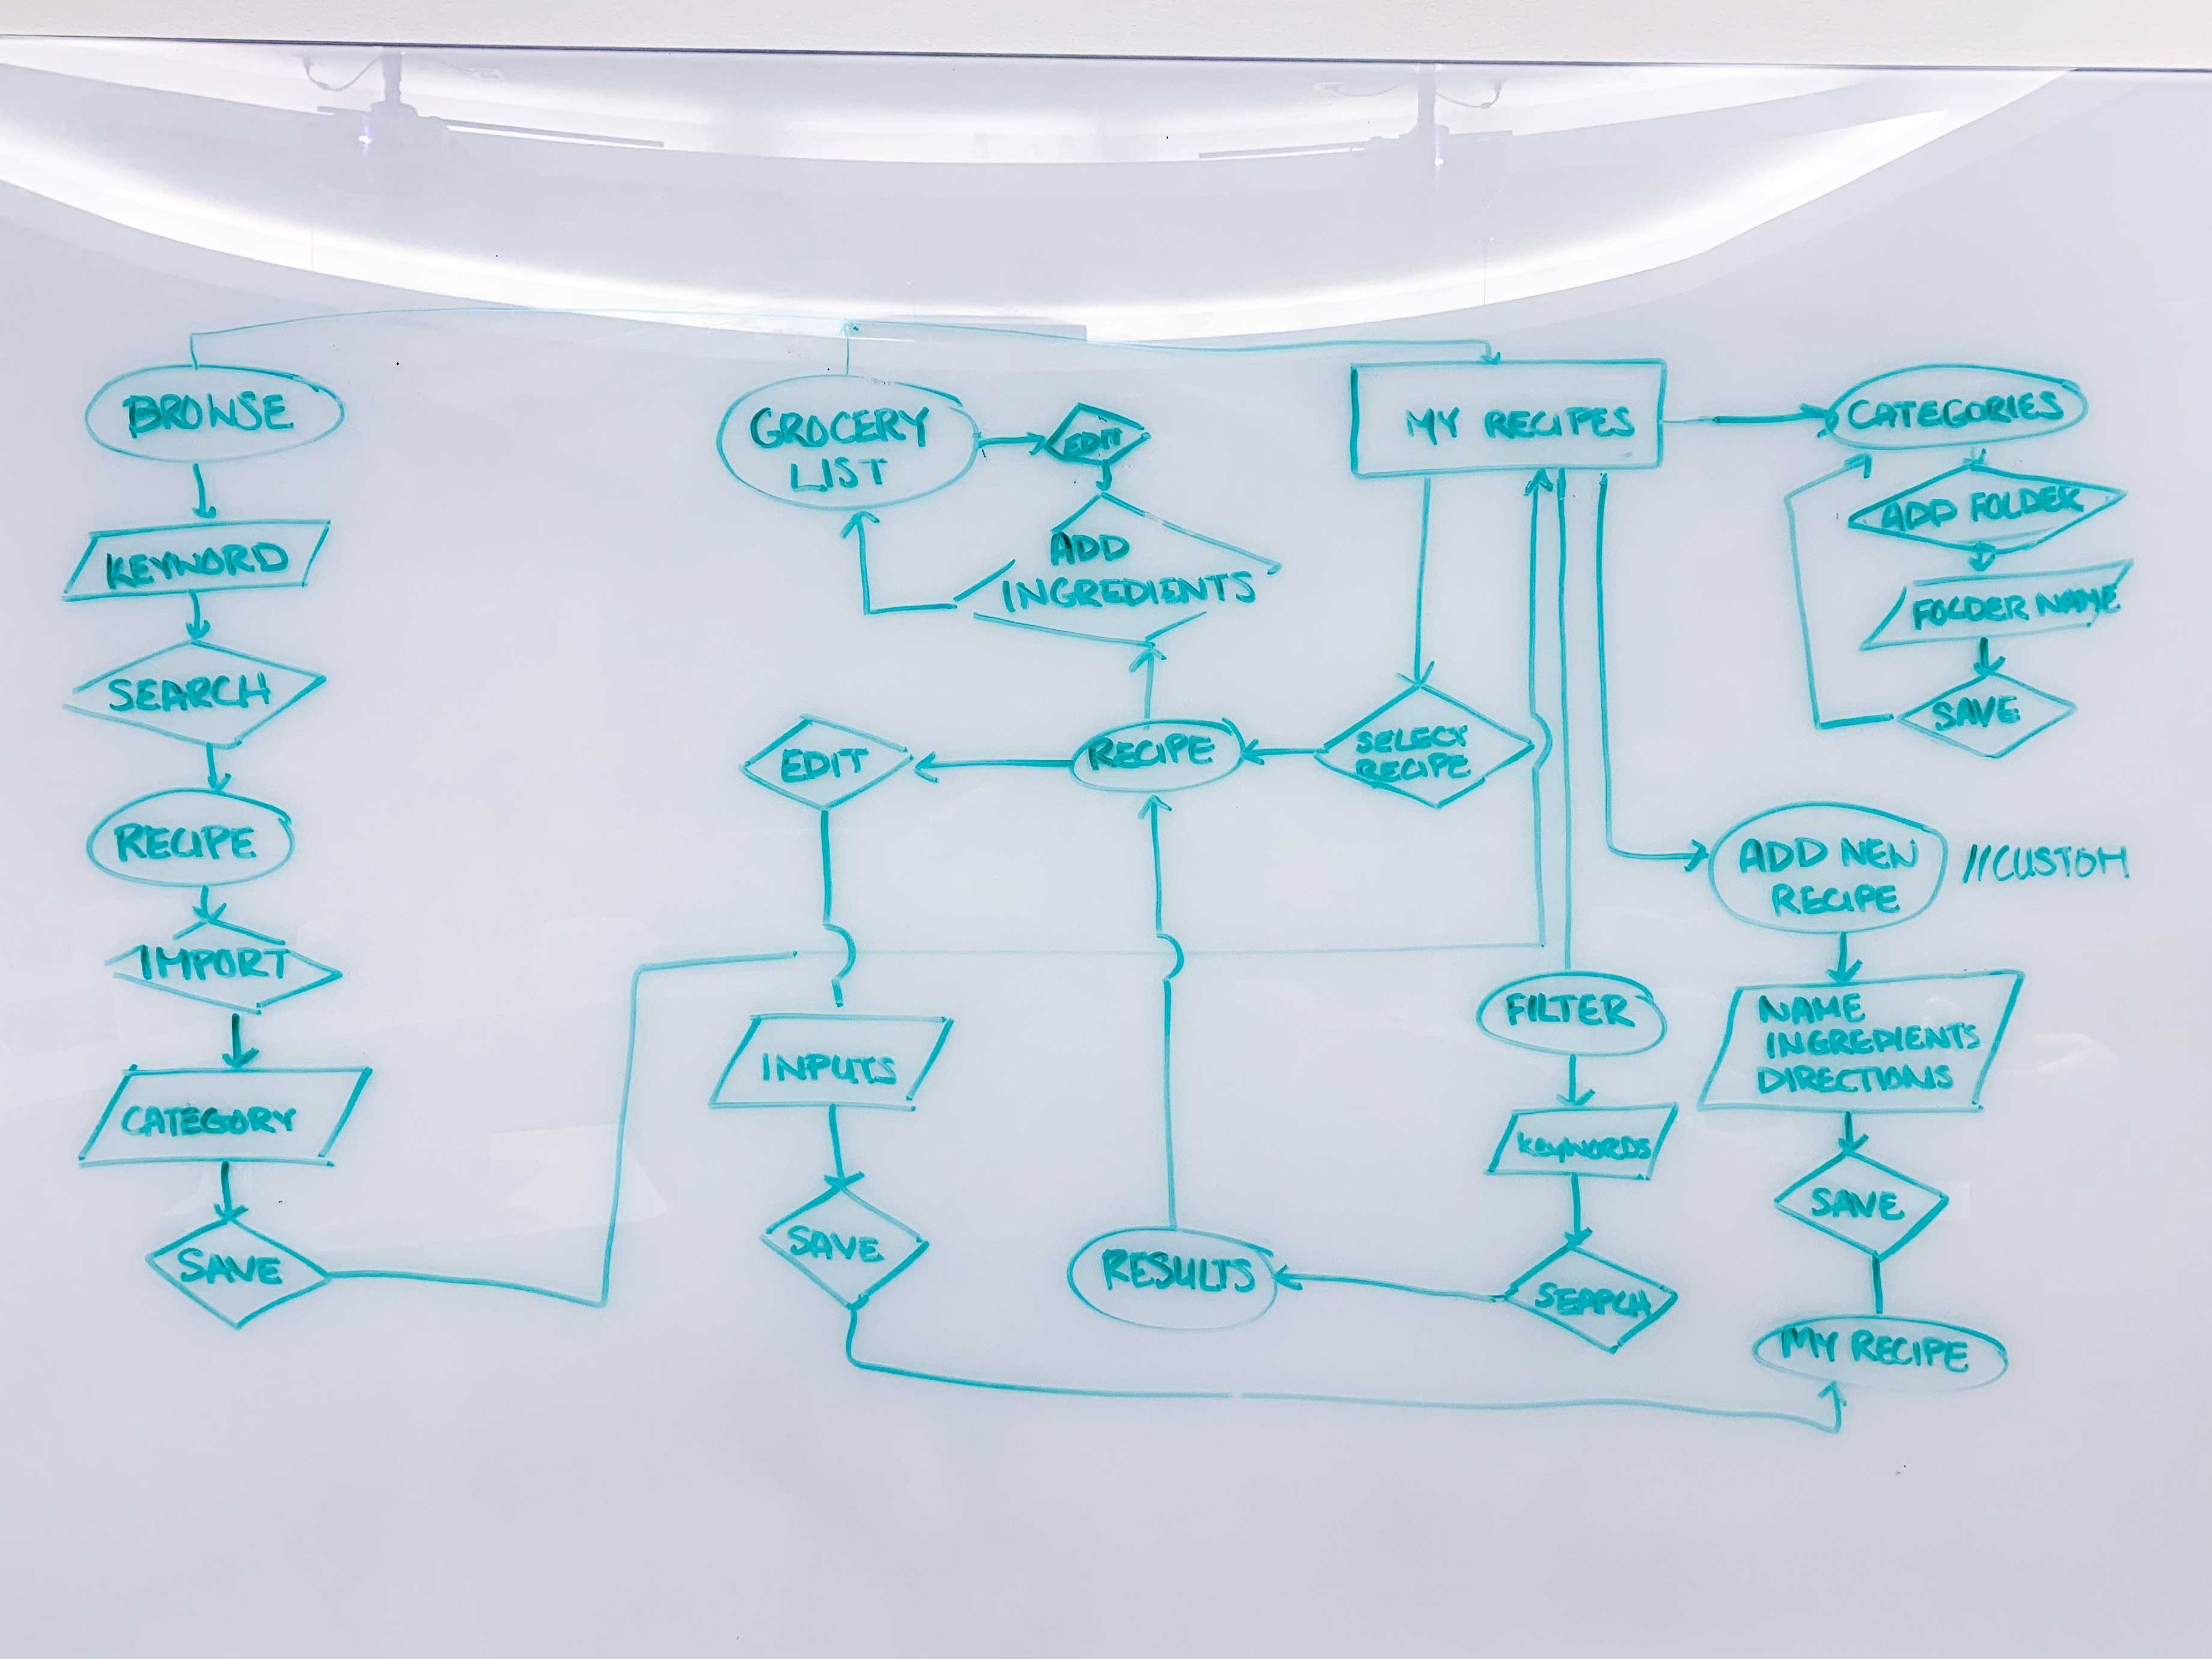 BROWSE
KEYWORD
SEARCH
RECIPE
IMPORT
CATEGORY
SAVE
GROCERY
LIST
EDIT
ADD
INGREDIENTS
EDIT
RECIPE
SELECT
RECIPE
INPUTS
SAVE
RESULTS
MY RECIPES
FILTER
KEYWORDS
SEARCH
CATEGORIES
ADD FOLDER
FOLDER NAME
SAVE
ADD NEW
RECIPE
//CUSTOM
NAME
INGREDIENTS
DIRECTIONS
SAVE
MY RECIPE